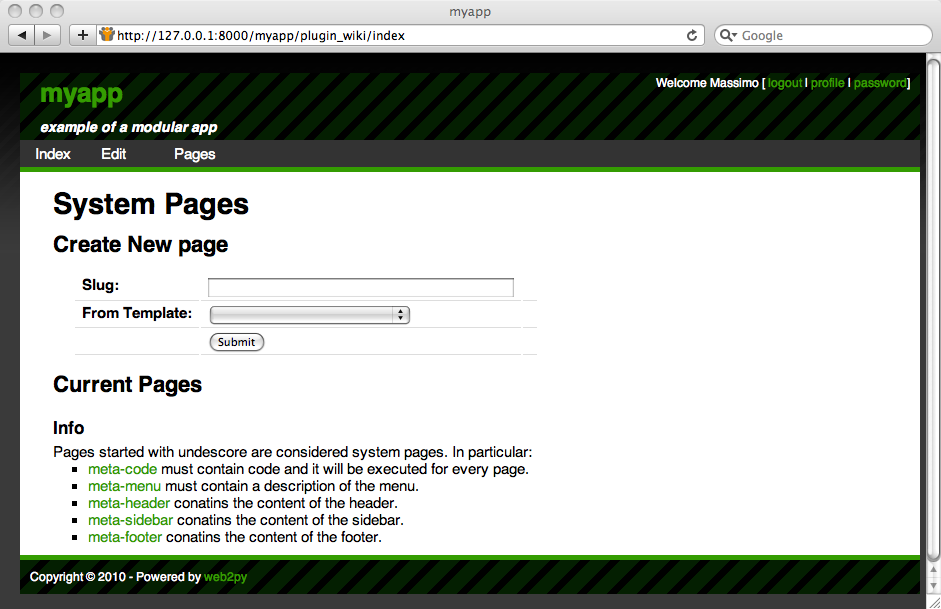 myapp
http://127.0.0.1:8000/myapp/plugin_wiki/index
Google
myapp
Welcome Massimo [ logout | profile | password]
example of a modular app
Index Edit Pages
System Pages
Create New page
Slug:
From Template:
Submit
Current Pages
Info
Pages started with undescore are considered system pages. In particular:
meta-code must contain code and it will be executed for every page.
meta-menu must contain a description of the menu.
meta-header conatins the content of the header.
meta-sidebar conatins the content of the sidebar.
meta-footer conatins the content of the footer.
Copyright © 2010 - Powered by web2py